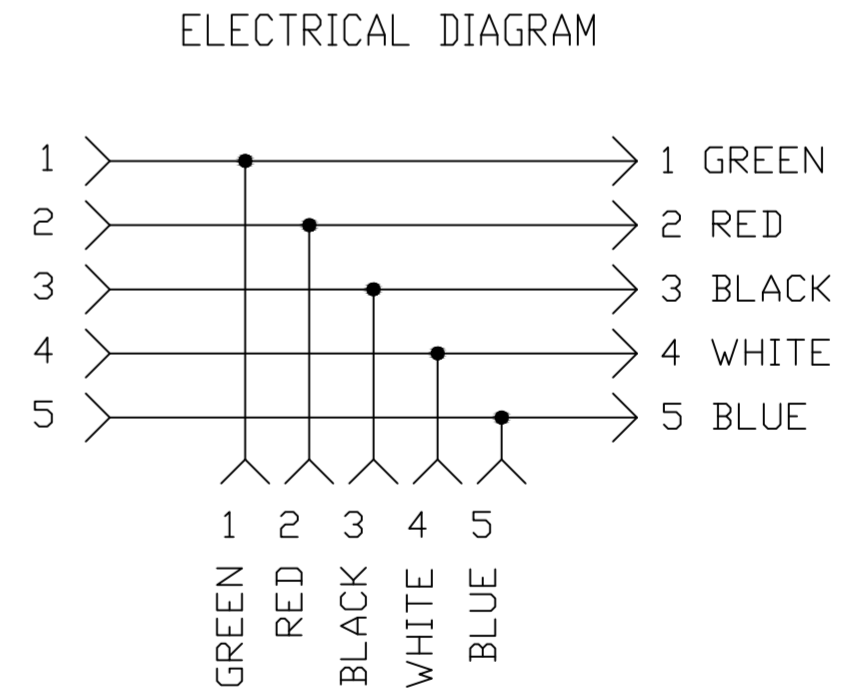 ELECTRICAL DIAGRAM
1 1 GREEN
2 2 RED
3 3 BLACK
4 4 WHITE
5 5 BLUE
1 2 3 4 5
GREEN
RED
BLACK
WHITE
BLUE